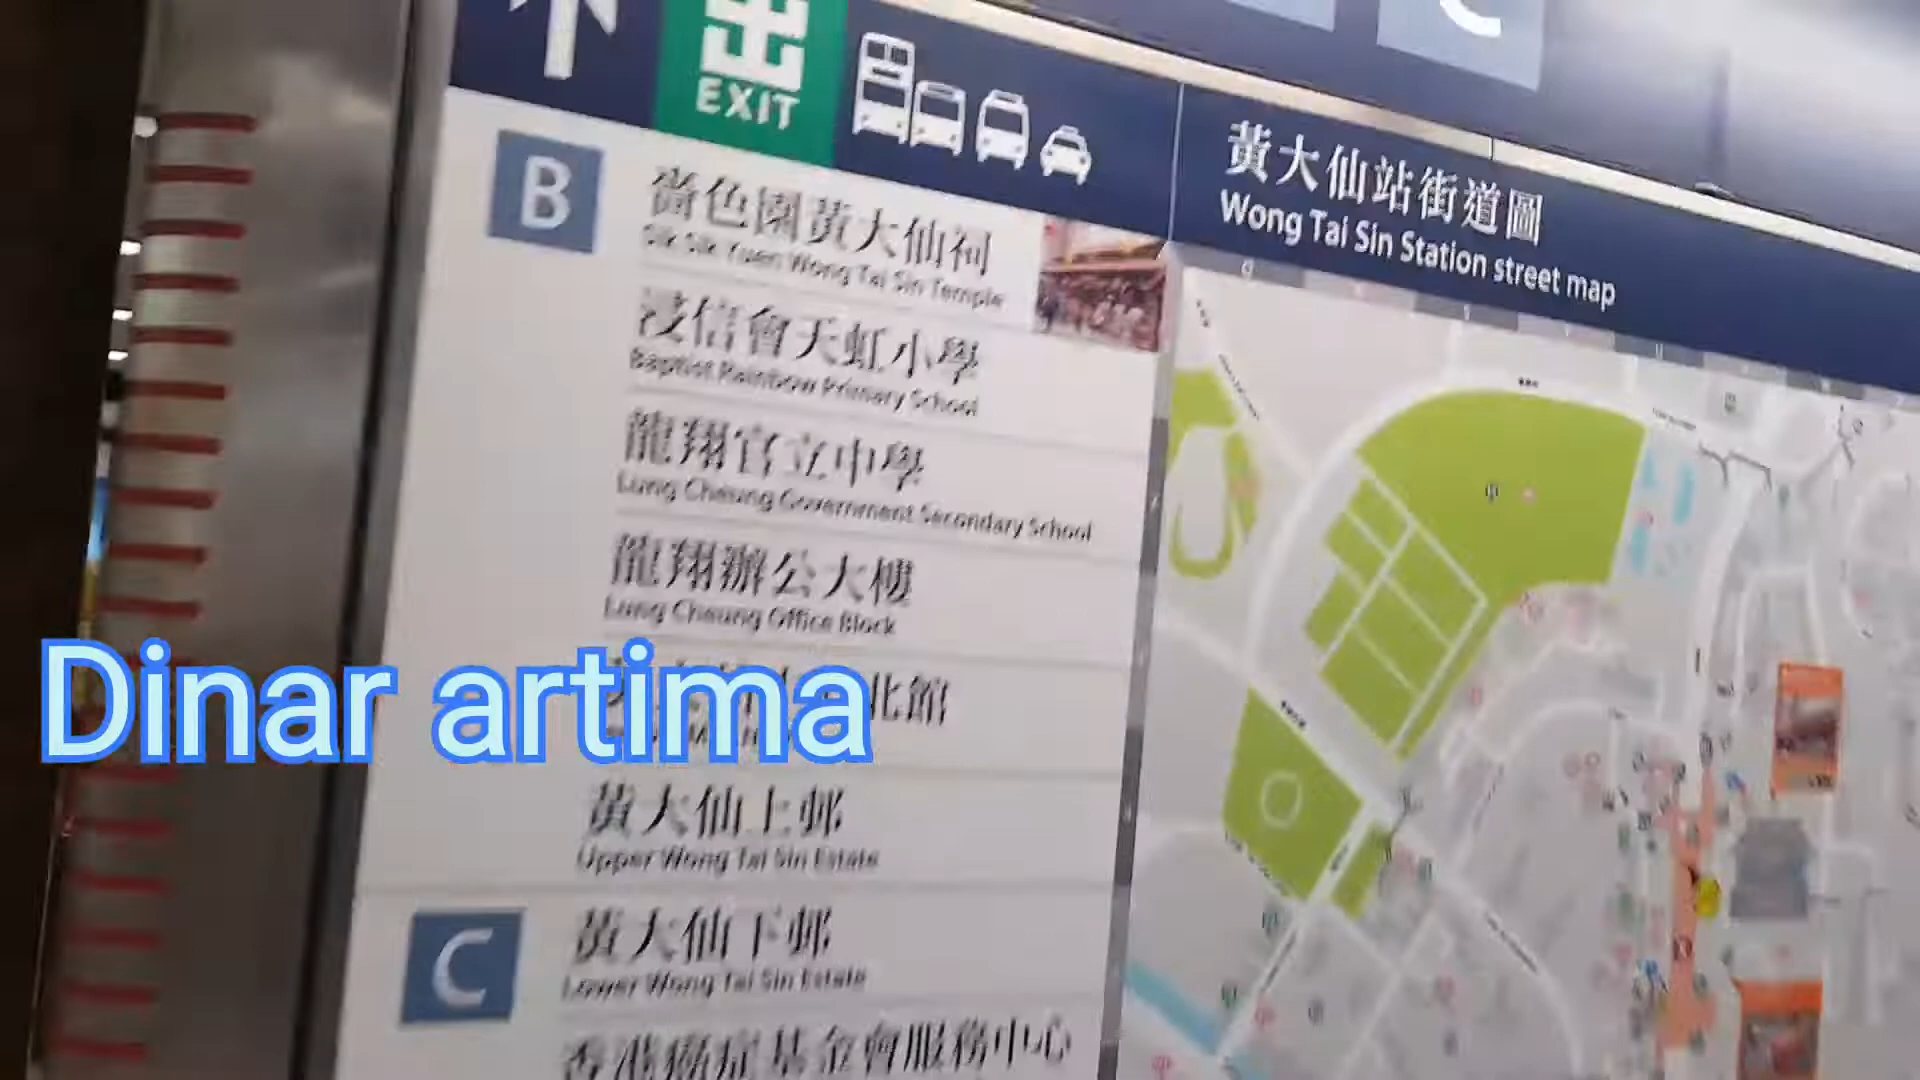 出
EXIT
B
嗇色園黃大仙祠
Sik Sik Yuen Wong Tai Sin Temple
浸信會天虹小學
Baptist Rainbow Primary School
龍翔官立中學
Lung Cheung Government Secondary School
龍翔辦公大樓
Lung Cheung Office Block
北館
黃大仙上邨
Upper Wong Tai Sin Estate
C
黃大仙下邨
Lower Wong Tai Sin Estate
香港癌症基金會服務中心
黃大仙站街道圖
Wong Tai Sin Station street map
Dinar artima